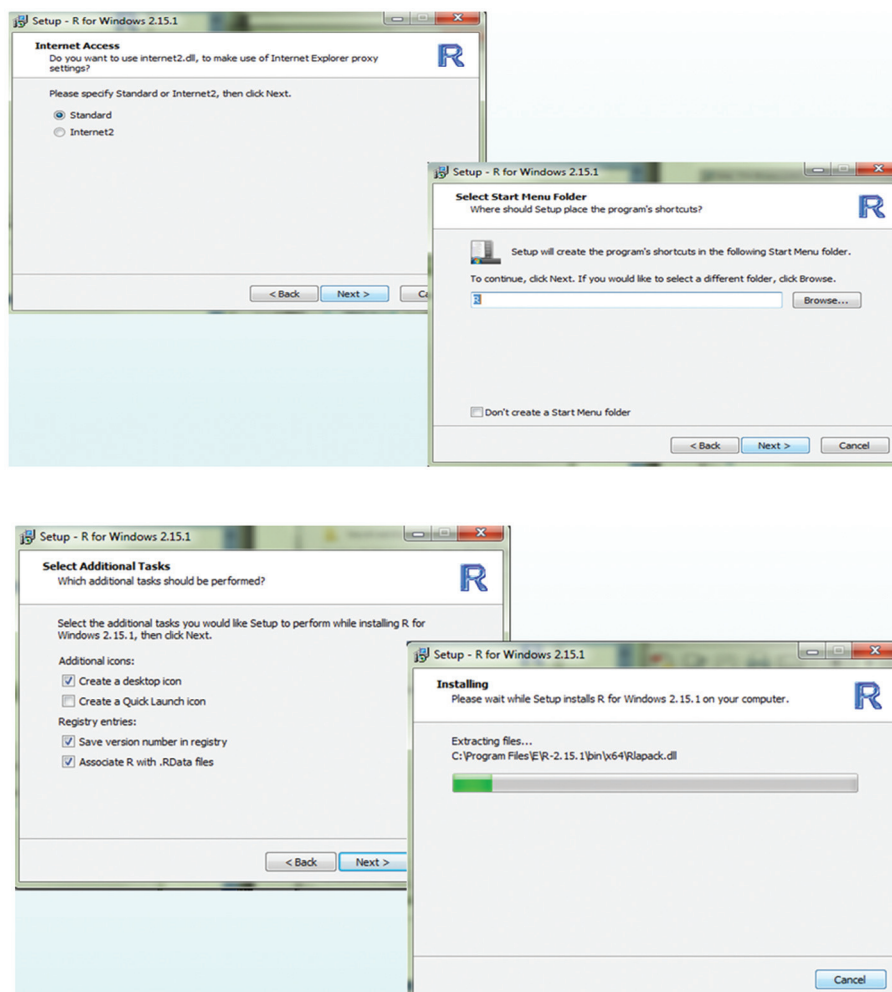 Setup - R for Windows 2.15.1
Internet Access
Do you want to use internet2.dll, to make use of Internet Explorer proxy
settings?
R
Please specify Standard or Internet2, then click Next.
Standard
Internet2
< Back
Next >
Ca
Setup - R for Windows 2.15.1
Select Start Menu Folder
Where should Setup place the program's shortcuts?
R
Setup will create the program's shortcuts in the following Start Menu folder.
To continue, click Next. If you would like to select a different folder, click Browse.
R
Browse...
Don't create a Start Menu folder
< Back
Next >
Cancel
Setup - R for Windows 2.15.1
Select Additional Tasks
Which additional tasks should be performed?
R
Select the additional tasks you would like Setup to perform while installing R for
Windows 2.15.1, then click Next.
Additional icons:
Create a desktop icon
Create a Quick Launch icon
Registry entries:
Save version number in registry
Associate R with .RData files
< Back
Next >
Setup - R for Windows 2.15.1
Installing
Please wait while Setup installs R for Windows 2.15.1 on your computer.
R
Extracting files...
C:\Program Files\E\R-2.15.1\bin\x64\Rlapack.dll
Cancel